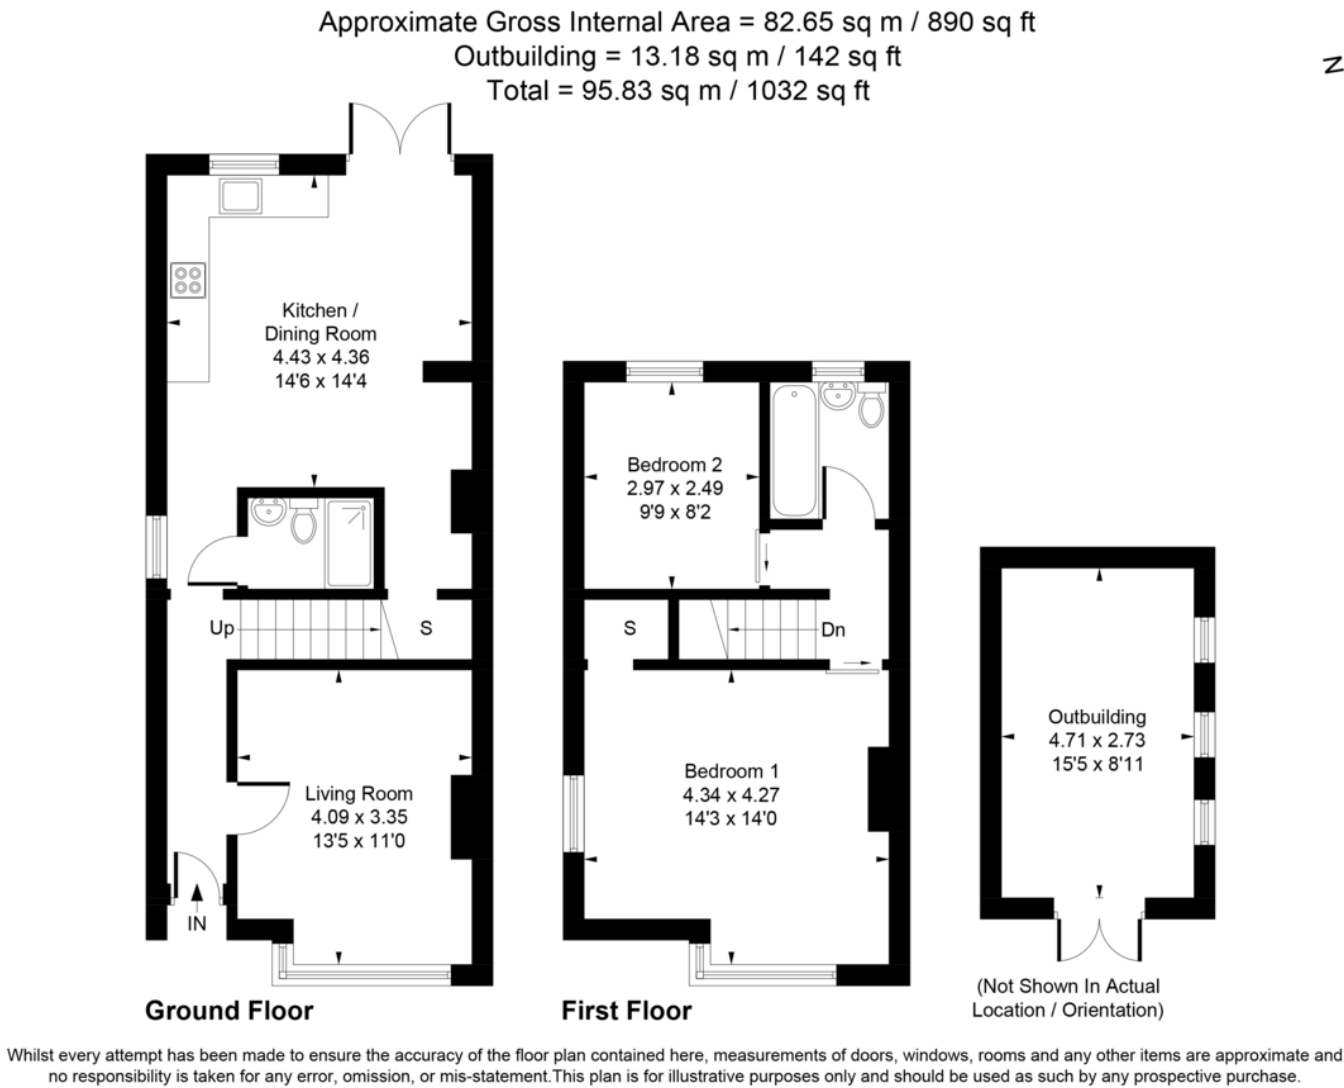 Approximate Gross Internal Area = 82.65 sq m / 890 sq ft
Outbuilding = 13.18 sq m / 142 sq ft
Total = 95.83 sq m / 1032 sq ft
N
Kitchen /
Dining Room
4.43 x 4.36
14'6 x 14'4
Up
S
Living Room
4.09 x 3.35
13'5 x 11'0
IN
Ground Floor
Bedroom 2
2.97 x 2.49
9'9 x 8'2
S
Dn
Bedroom 1
4.34 x 4.27
14'3 x 14'0
First Floor
Outbuilding
4.71 x 2.73
15'5 x 8'11
(Not Shown In Actual
Location / Orientation)
Whilst every attempt has been made to ensure the accuracy of the floor plan contained here, measurements of doors, windows, rooms and any other items are approximate and
no responsibility is taken for any error, omission, or mis-statement.This plan is for illustrative purposes only and should be used as such by any prospective purchase.